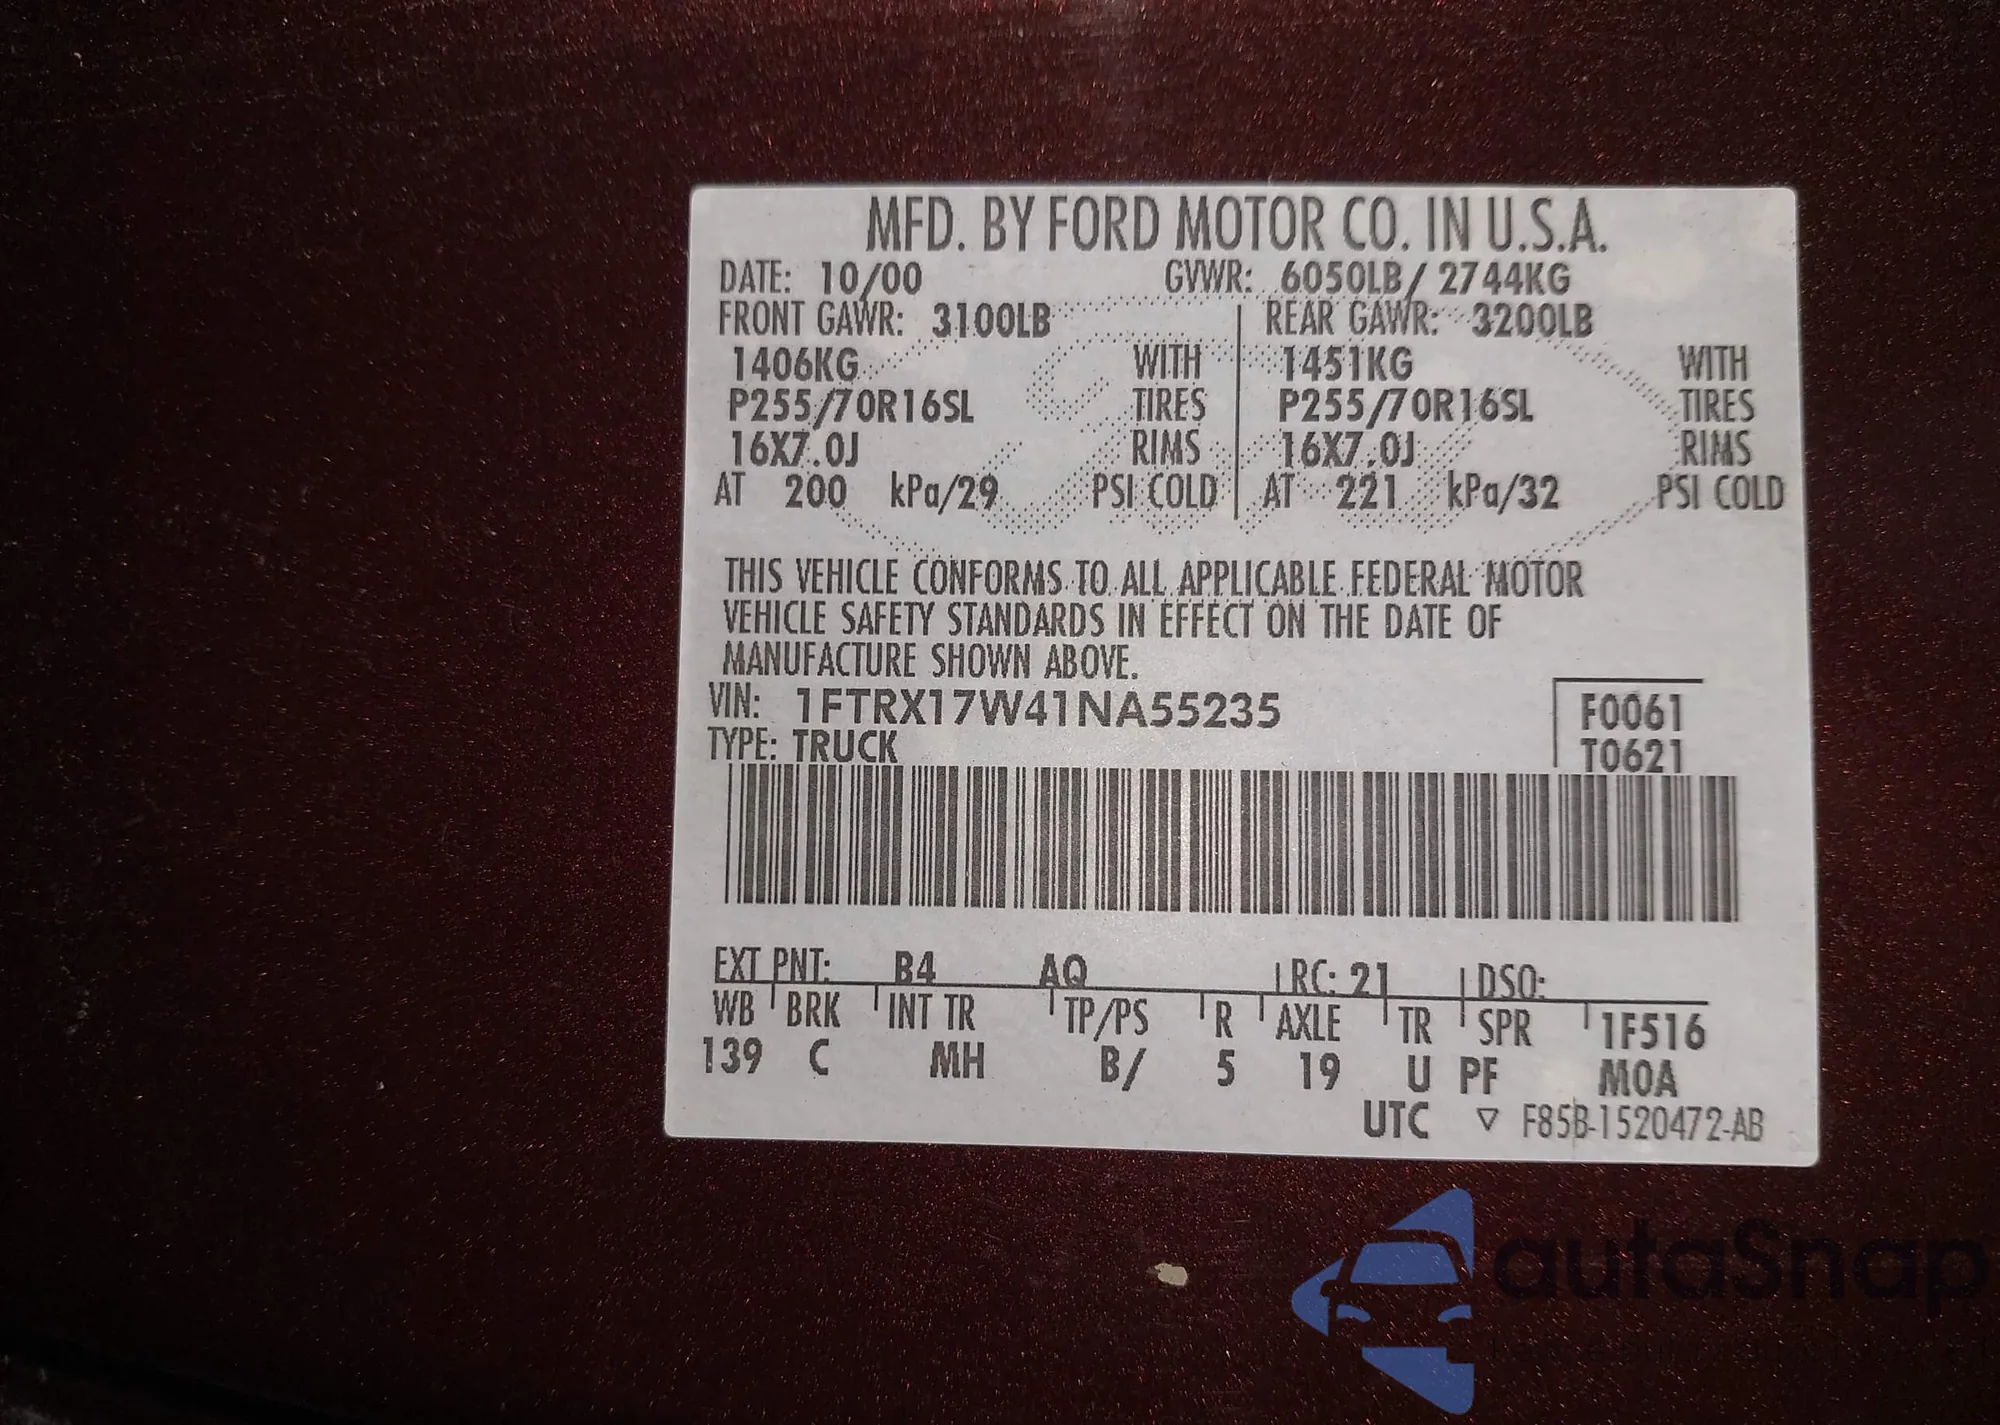 MFD. BY FORD MOTOR CO. IN U.S.A.
DATE: 10/00 GVWR: 6050LB/ 2744KG
FRONT GAWR: 3100LB REAR GAWR: 3200LB
1406KG WITH 1451KG WITH
P255/70R16SL TIRES P255/70R16SL TIRES
16X7.0J RIMS 16X7.0J RIMS
AT 200 kPa/29 PSI COLD AT 221 kPa/32 PSI COLD
THIS VEHICLE CONFORMS TO ALL APPLICABLE FEDERAL MOTOR
VEHICLE SAFETY STANDARDS IN EFFECT ON THE DATE OF
MANUFACTURE SHOWN ABOVE.
VIN: 1FTRX17W41NA55235 F0061
TYPE: TRUCK T0621
EXT PNT: B4 AQ RC: 21 DSO:
WB BRK INT TR TP/PS R AXLE TR SPR 1F516
139 C MH B/ 5 19 U PF M0A
UTC ▽ F85B-1520472-AB
autaSnap